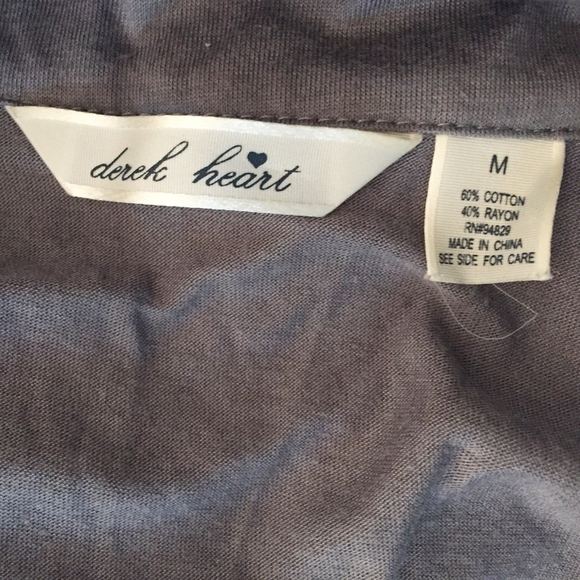 derek heart
M
60% COTTON
40% RAYON
RN#94829
MADE IN CHINA
SEE SIDE FOR CARE